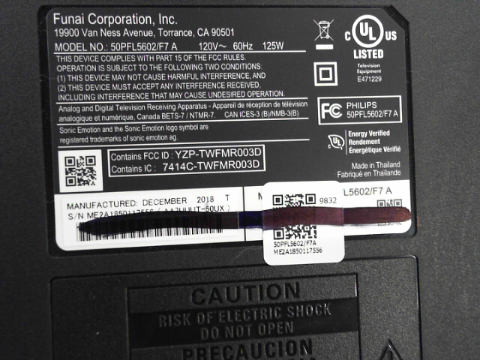 Funai Corporation, Inc.
19900 Van Ness Avenue, Torrance, CA 90501
MODEL NO.: 50PFL5602/F7 A 120V~ 60Hz 125W
THIS DEVICE COMPLIES WITH PART 15 OF THE FCC RULES.
OPERATION IS SUBJECT TO THE FOLLOWING TWO CONDITIONS:
(1) THIS DEVICE MAY NOT CAUSE HARMFUL INTERFERENCE, AND
(2) THIS DEVICE MUST ACCEPT ANY INTERFERENCE RECEIVED,
INCLUDING INTERFERENCE THAT MAY CAUSE UNDESIRED OPERATION.
Analog and Digital Television Receiving Apparatus - Appareil de réception de télévision
analogique et numérique, Canada BETS-7 / NTMR-7. CAN ICES-3 (B)/NMB-3(B)
Sonic Emotion and the Sonic Emotion logo symbol are
registered trademarks of sonic emotion ag.
sonic emotion
C UL US
LISTED
Television
Equipment
E471229
FC PHILIPS
50PFL5602/F7 A
UL Energy Verified
Rendement
Énergétique Vérifié
Contains FCC ID: YZP-TWFMR003D
Contains IC : 7414C-TWFMR003D
Made in Thailand
Fabriqué en Thaïlande
MANUFACTURED: DECEMBER 2018 T
S/N ME2A1850117556
M L5602/F7 A
9832
50PFL5602/F7A
ME2A1850117556
CAUTION
RISK OF ELECTRIC SHOCK
DO NOT OPEN
PRECAUCION